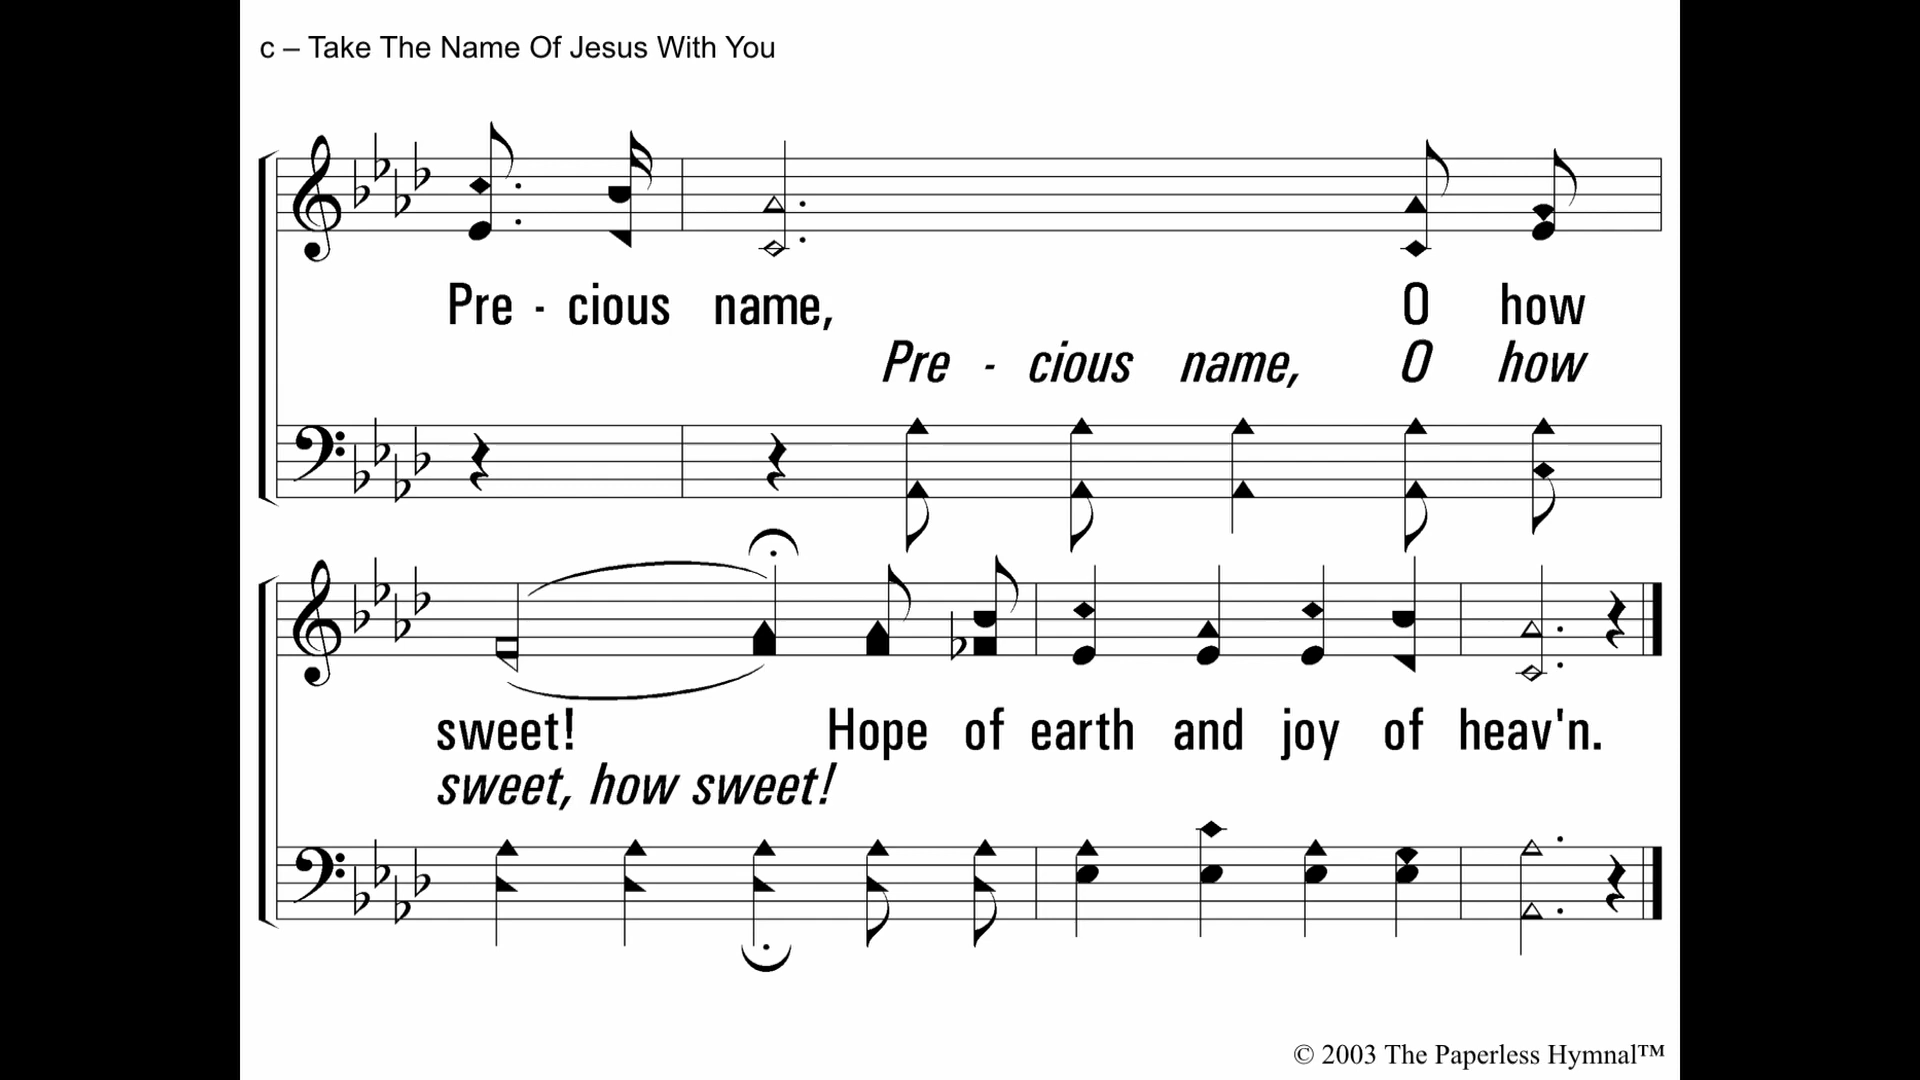 c – Take The Name Of Jesus With You
Pre - cious name, O how
Pre - cious name, O how
sweet! Hope of earth and joy of heav'n.
sweet, how sweet!
© 2003 The Paperless Hymnal™